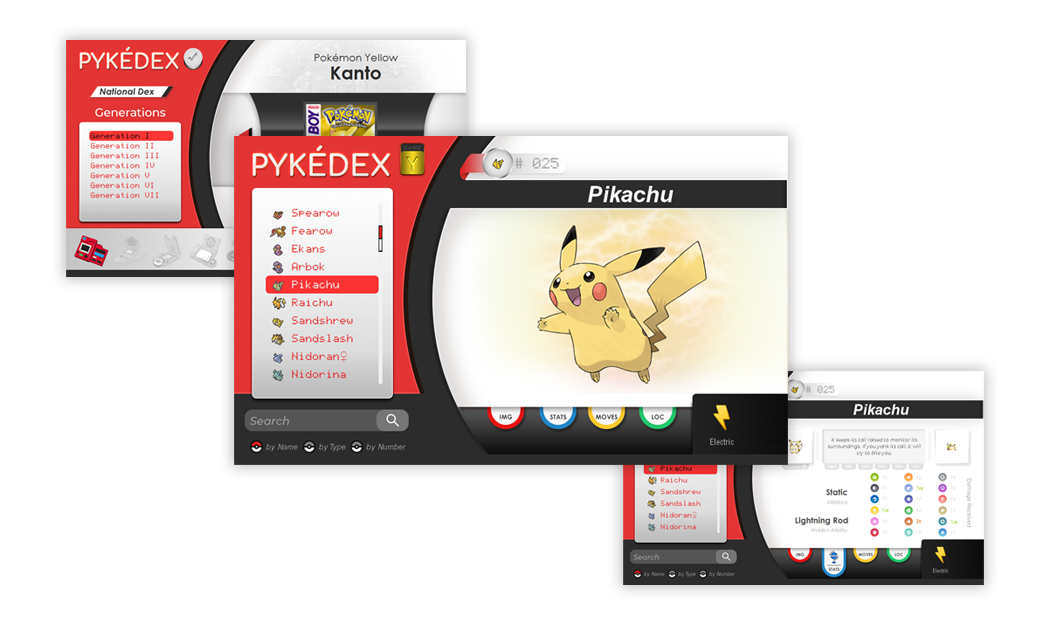 PYKÉDEX
National Dex
Generations
Generation I
Generation II
Generation III
Generation IV
Generation V
Generation VI
Generation VII
Pokémon Yellow
Kanto
BOY
Pokémon
PYKÉDEX
Y
# 025
Pikachu
Spearow
Fearow
Ekans
Arbok
Pikachu
Raichu
Sandshrew
Sandslash
Nidoran♀
Nidorina
Search
by Name by Type by Number
IMG STATS MOVES LOC
Electric
# 025
Pikachu
It keeps its tail raised to monitor its
surroundings. If you yank its tail, it will
try to bite you.
Static
Abilities
Lightning Rod
Hidden Ability
Damage Received
Pikachu
Raichu
Sandshrew
Sandslash
Nidoran♀
Nidorina
Search
by Name by Type by Number
IMG STATS MOVES LOC
Electric